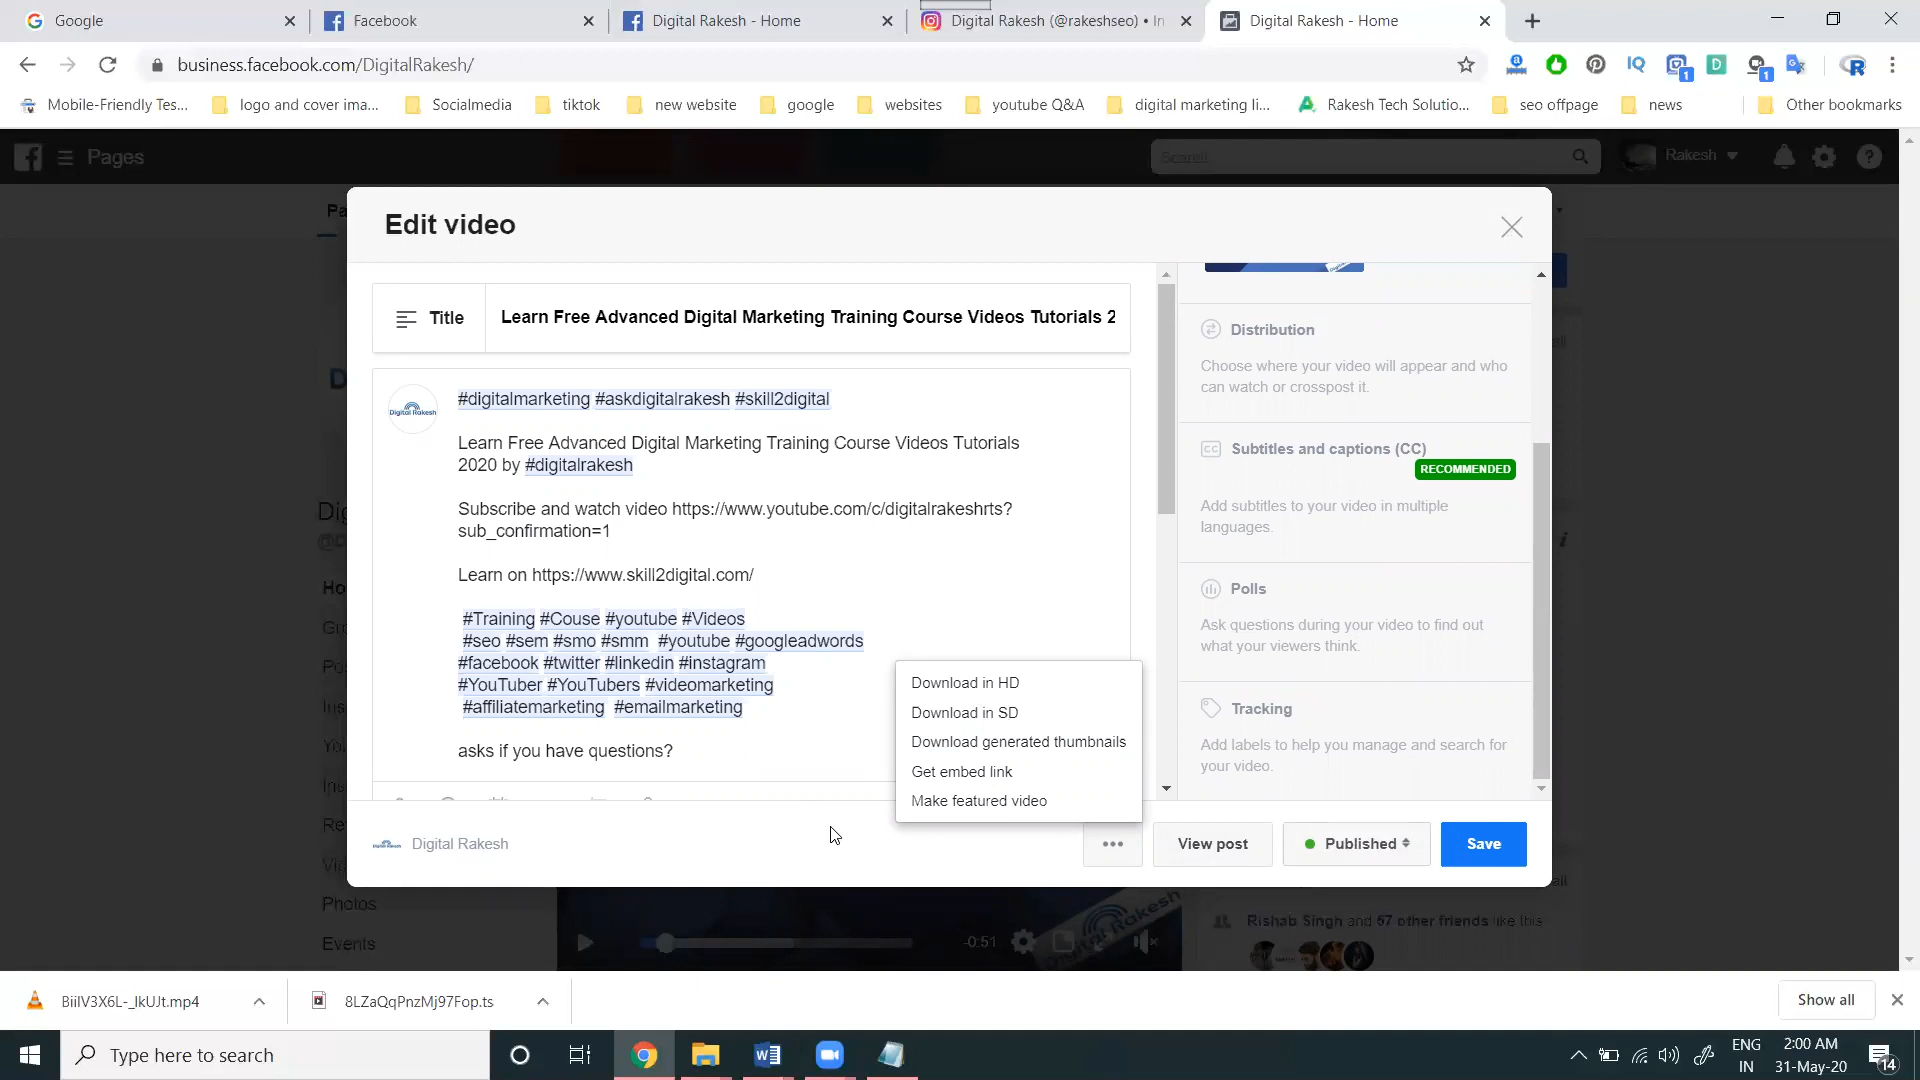 Google
Facebook
Digital Rakesh - Home
Digital Rakesh (@rakeshseo) • In
Digital Rakesh - Home
business.facebook.com/DigitalRakesh/
Mobile-Friendly Tes...
logo and cover ima...
Socialmedia
tiktok
new website
google
websites
youtube Q&A
digital marketing li...
Rakesh Tech Solutio...
seo offpage
news
Other bookmarks
Pages
Search
Rakesh
Edit video
Title
Learn Free Advanced Digital Marketing Training Course Videos Tutorials 2
Digital Rakesh
#digitalmarketing #askdigitalrakesh #skill2digital
Learn Free Advanced Digital Marketing Training Course Videos Tutorials
2020 by #digitalrakesh
Subscribe and watch video https://www.youtube.com/c/digitalrakeshrts?
sub_confirmation=1
Learn on https://www.skill2digital.com/
#Training #Couse #youtube #Videos
#seo #sem #smo #smm #youtube #googleadwords
#facebook #twitter #linkedin #instagram
#YouTuber #YouTubers #videomarketing
#affiliatemarketing #emailmarketing
asks if you have questions?
Download in HD
Download in SD
Download generated thumbnails
Get embed link
Make featured video
Distribution
Choose where your video will appear and who
can watch or crosspost it.
Subtitles and captions (CC)
RECOMMENDED
Add subtitles to your video in multiple
languages.
Polls
Ask questions during your video to find out
what your viewers think.
Tracking
Add labels to help you manage and search for
your video.
Digital Rakesh
View post
Published
Save
Photos
Events
-0:51
Digital Rakesh
Rishab Singh and 57 other friends like this
BiilV3X6L-_lkUJt.mp4
8LZaQqPnzMj97Fop.ts
Show all
Type here to search
ENG
IN
2:00 AM
31-May-20
14